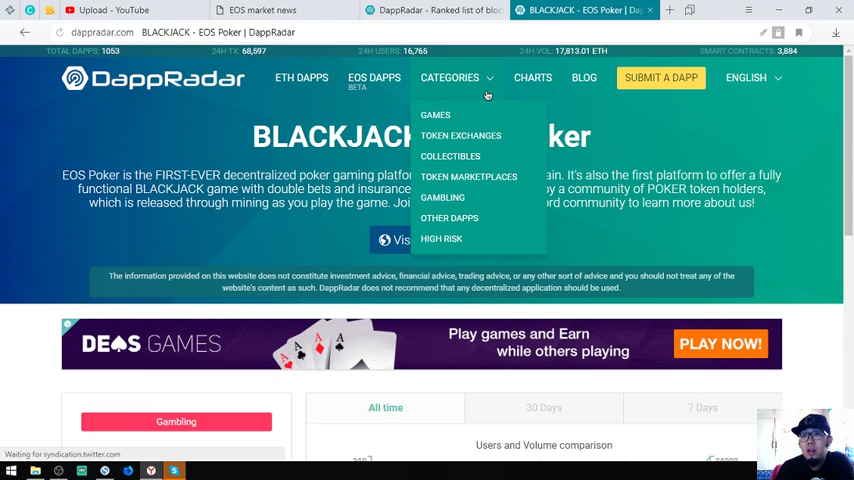 Upload - YouTube
EOS market news
DappRadar - Ranked list of bloc
BLACKJACK - EOS Poker | Da
dappradar.com BLACKJACK - EOS Poker | DappRadar
TOTAL DAPPS: 1053 24H TX: 68,597 24H USERS: 16,765 24H VOL: 17,813.01 ETH SMART CONTRACTS: 3,884
DappRadar
ETH DAPPS EOS DAPPS CATEGORIES CHARTS BLOG SUBMIT A DAPP ENGLISH
BETA
GAMES
TOKEN EXCHANGES
COLLECTIBLES
TOKEN MARKETPLACES
GAMBLING
OTHER DAPPS
HIGH RISK
BLACKJACK ker
EOS Poker is the FIRST-EVER decentralized poker gaming platfo ain. It's also the first platform to offer a fully
functional BLACKJACK game with double bets and insurance by a community of POKER token holders,
which is released through mining as you play the game. Joi ord community to learn more about us!
Vis
The information provided on this website does not constitute investment advice, financial advice, trading advice, or any other sort of advice and you should not treat any of the
website's content as such. DappRadar does not recommend that any decentralized application should be used.
DEOS GAMES
Play games and Earn
while others playing
PLAY NOW!
Gambling
All time 30 Days 7 Days
Users and Volume comparison
Waiting for syndication.twitter.com